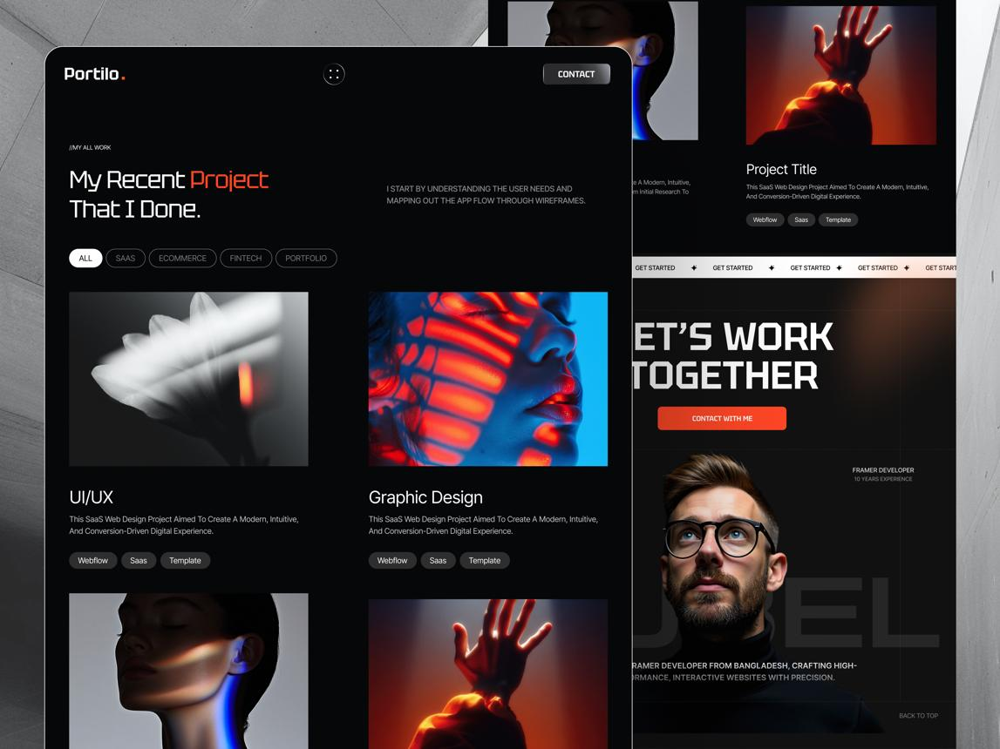 Portilo.
CONTACT
//MY ALL WORK
My Recent Project
That I Done.
I START BY UNDERSTANDING THE USER NEEDS AND
MAPPING OUT THE APP FLOW THROUGH WIREFRAMES.
ALL
SAAS
ECOMMERCE
FINTECH
PORTFOLIO
UI/UX
This SaaS Web Design Project Aimed To Create A Modern, Intuitive,
And Conversion-Driven Digital Experience.
Webflow
Saas
Template
Graphic Design
This SaaS Web Design Project Aimed To Create A Modern, Intuitive,
And Conversion-Driven Digital Experience.
Webflow
Saas
Template
A Modern, Intuitive,
Initial Research To
Project Title
This SaaS Web Design Project Aimed To Create A Modern, Intuitive,
And Conversion-Driven Digital Experience.
Webflow
Saas
Template
GET STARTED
GET STARTED
GET STARTED
GET STARTED
GET START
ET’S WORK
TOGETHER
CONTACT WITH ME
FRAMER DEVELOPER
10 YEARS EXPERIENCE
BEL
RAMER DEVELOPER FROM BANGLADESH, CRAFTING HIGH-
ORMANCE, INTERACTIVE WEBSITES WITH PRECISION.
BACK TO TOP